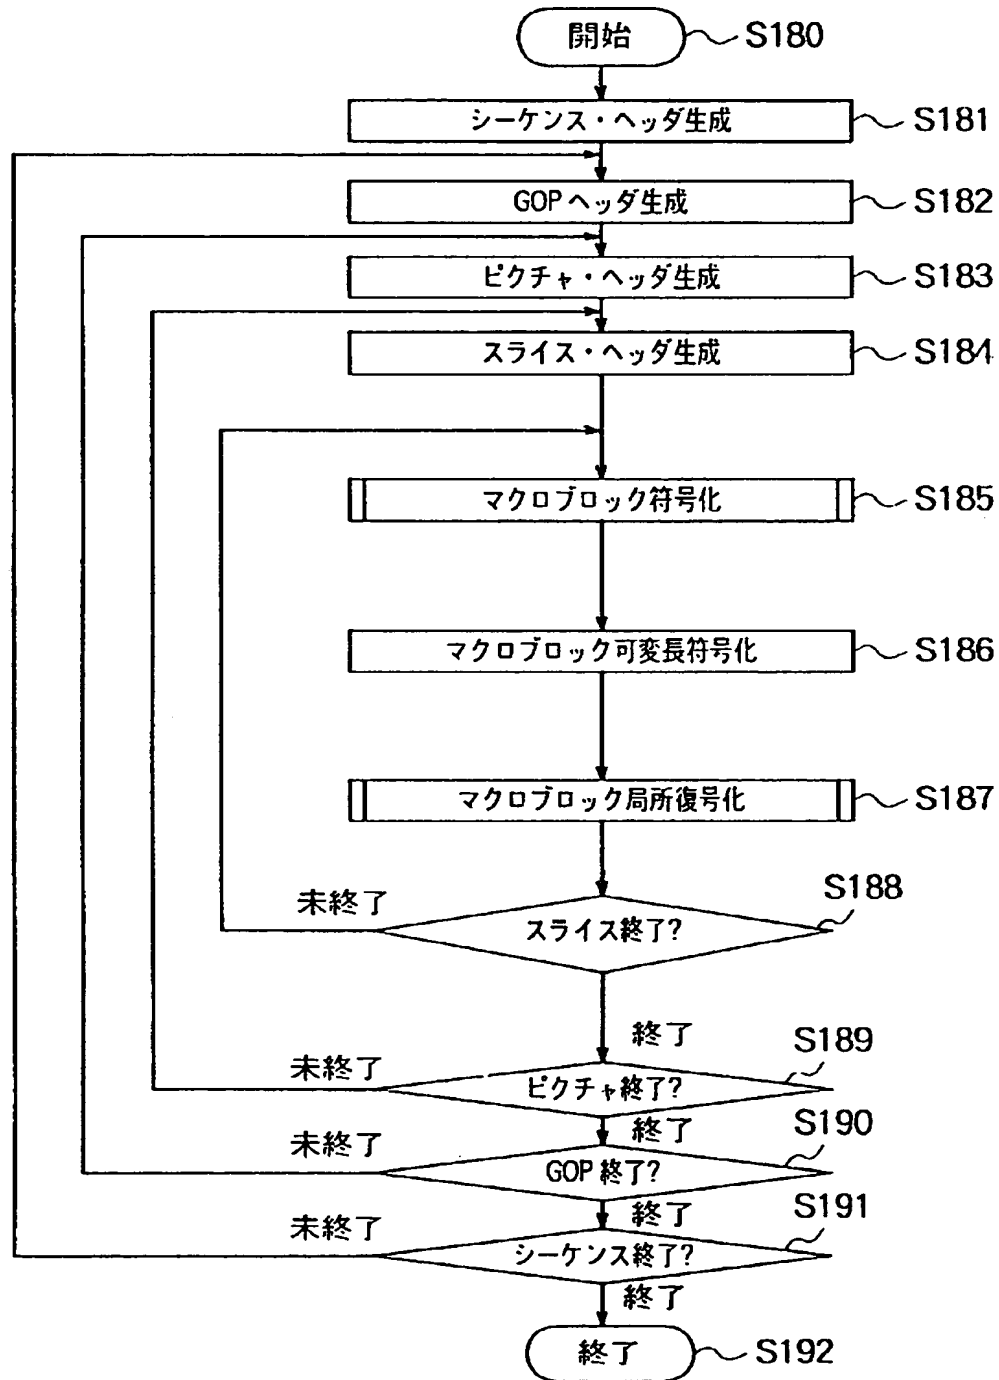 開始
S180
シーケンス・ヘッダ生成
S181
GOPヘッダ生成
S182
ピクチャ・ヘッダ生成
S183
スライス・ヘッダ生成
S184
マクロブロック符号化
S185
マクロブロック可変長符号化
S186
マクロブロック局所復号化
S187
S188
未終了
スライス終了?
終了
S189
未終了
ピクチャ終了?
終了
S190
未終了
GOP終了?
終了
S191
未終了
シーケンス終了?
終了
終了
S192